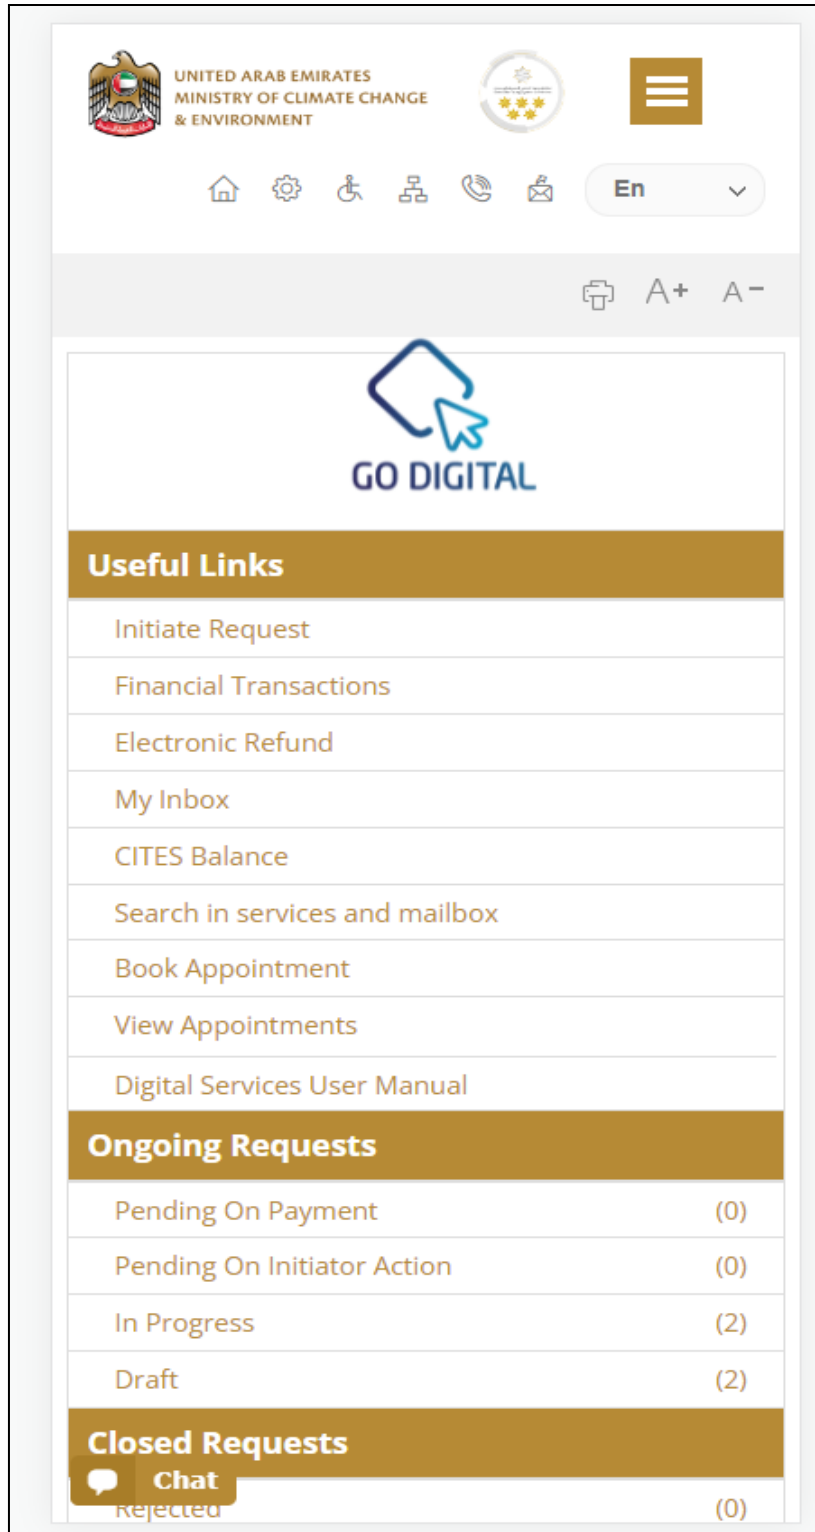 UNITED ARAB EMIRATES
MINISTRY OF CLIMATE CHANGE
& ENVIRONMENT
En
A+
A-
GO DIGITAL
Useful Links
Initiate Request
Financial Transactions
Electronic Refund
My Inbox
CITES Balance
Search in services and mailbox
Book Appointment
View Appointments
Digital Services User Manual
Ongoing Requests
Pending On Payment (0)
Pending On Initiator Action (0)
In Progress (2)
Draft (2)
Closed Requests
Chat
Rejected (0)